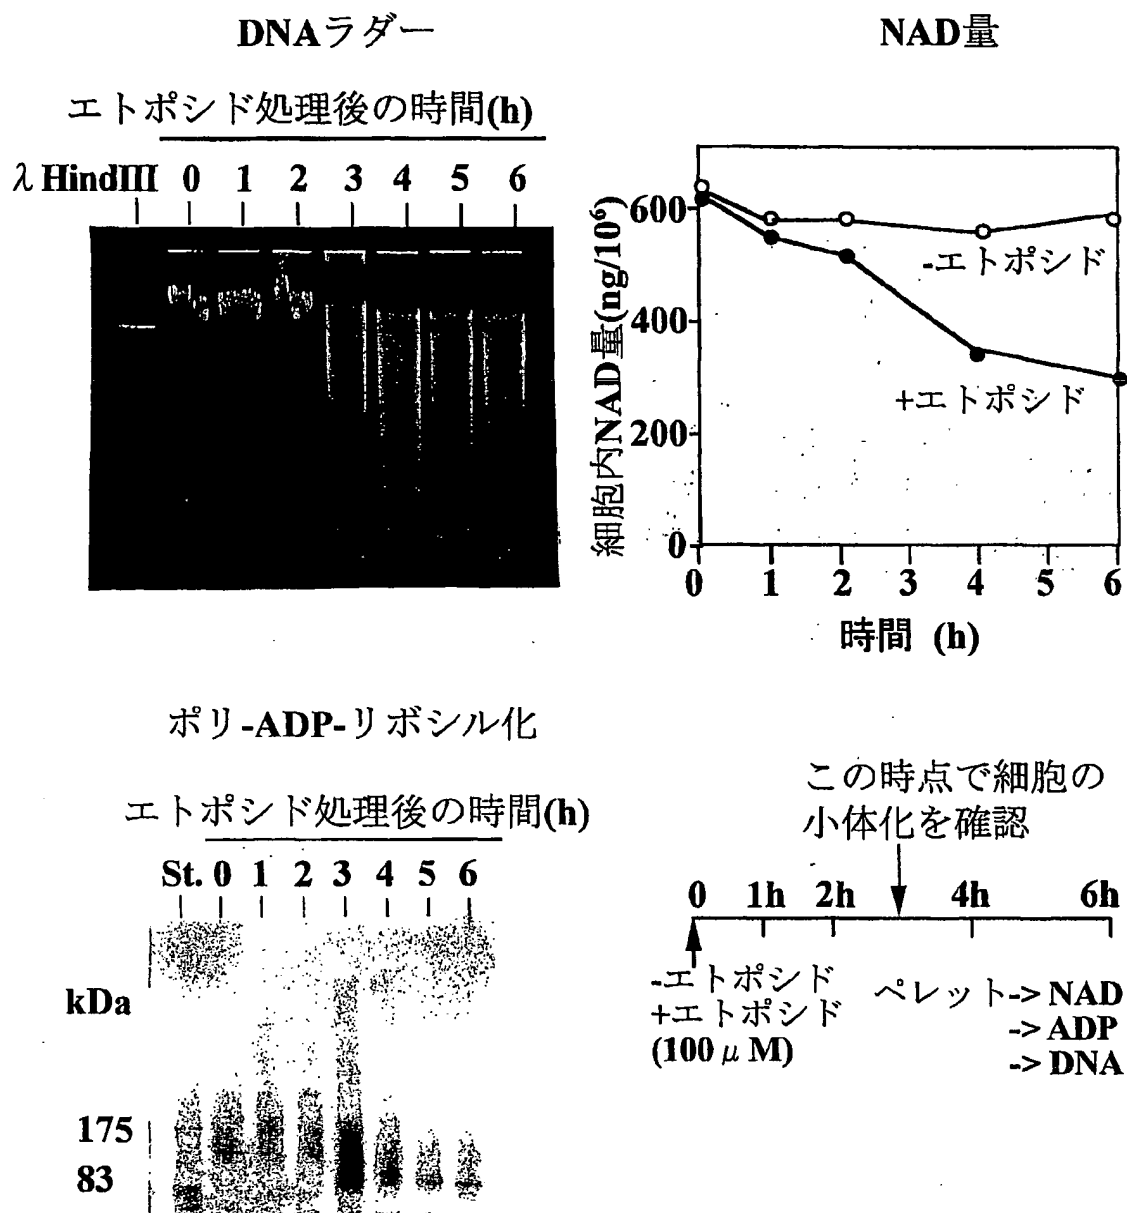 DNAラダー
エトポシド処理後の時間(h)
λ HindIII 0 1 2 3 4 5 6
NAD量
細胞内NAD量(ng/10⁶)
600
400
200
0
-エトポシド
+エトポシド
0 1 2 3 4 5 6
時間 (h)
ポリ-ADP-リボシル化
エトポシド処理後の時間(h)
St. 0 1 2 3 4 5 6
kDa
175
83
この時点で細胞の
小体化を確認
0 1h 2h 4h 6h
-エトポシド
+エトポシド
(100 μ M)
ペレット-> NAD
-> ADP
-> DNA